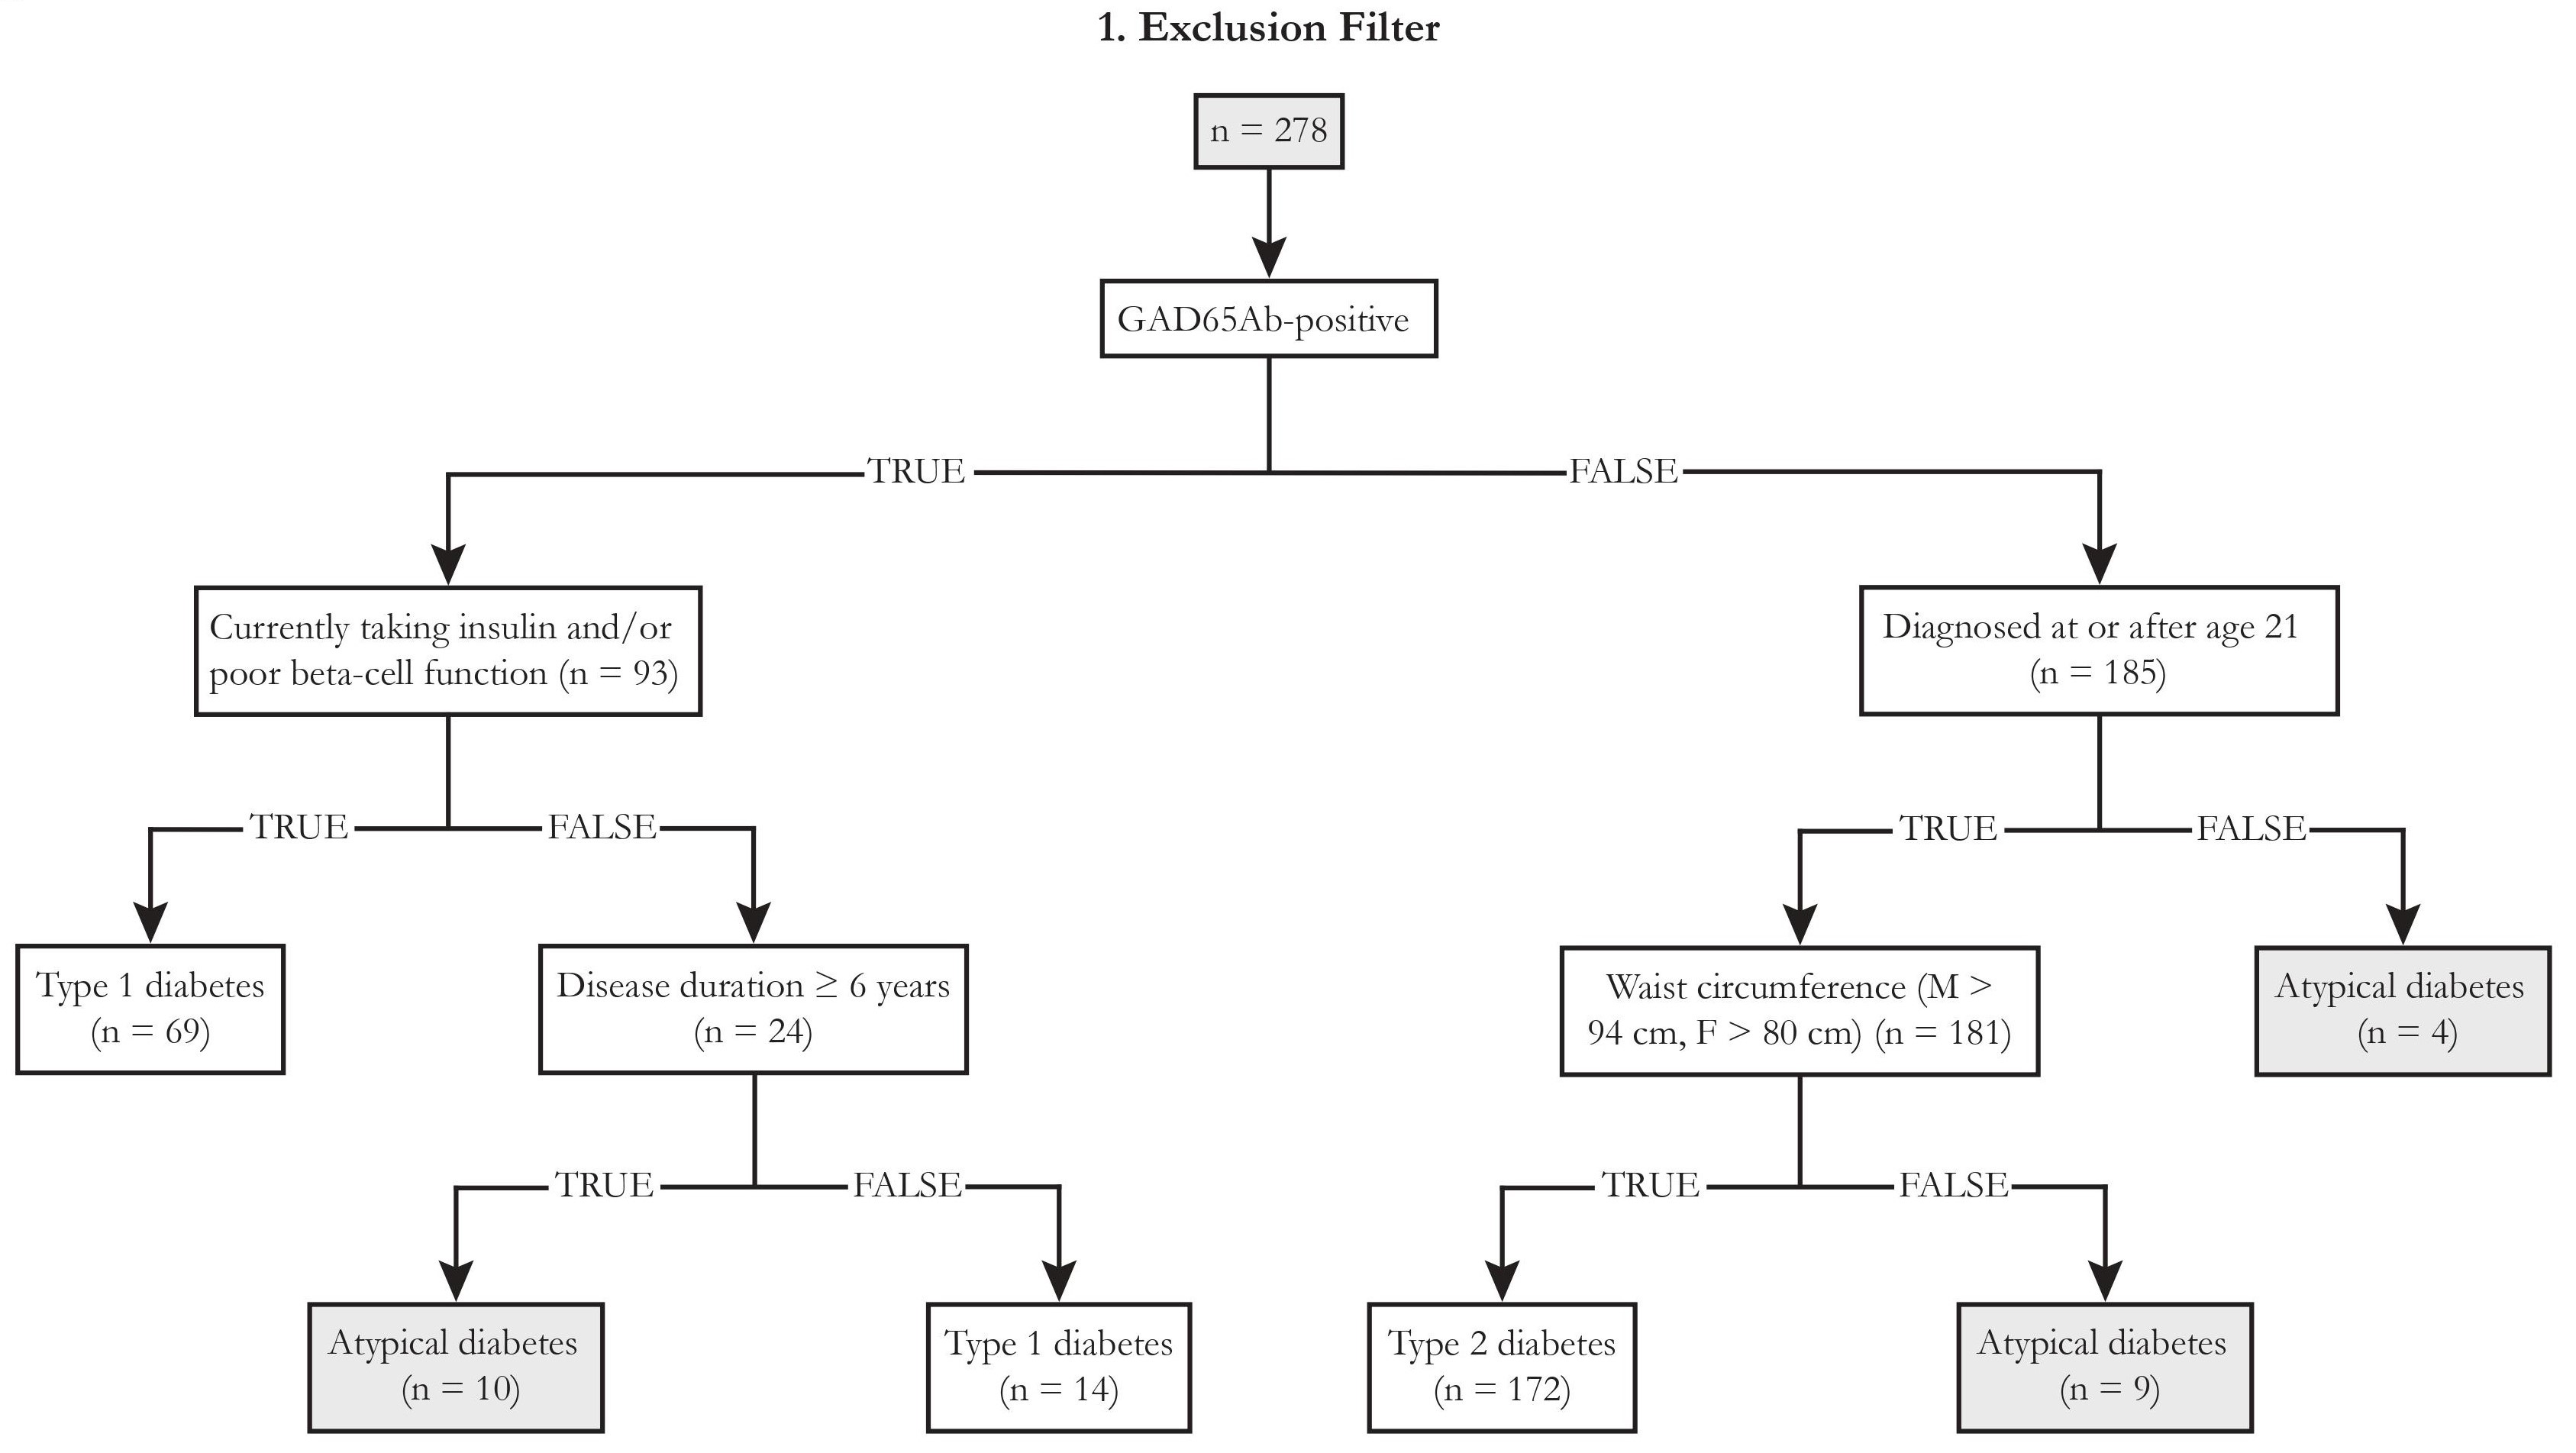 1. Exclusion Filter
n = 278
GAD65Ab-positive
TRUE
FALSE
Currently taking insulin and/or
poor beta-cell function (n = 93)
Diagnosed at or after age 21
(n = 185)
TRUE
FALSE
TRUE
FALSE
Type 1 diabetes
(n = 69)
Disease duration ≥ 6 years
(n = 24)
Waist circumference (M >
94 cm, F > 80 cm) (n = 181)
Atypical diabetes
(n = 4)
TRUE
FALSE
TRUE
FALSE
Atypical diabetes
(n = 10)
Type 1 diabetes
(n = 14)
Type 2 diabetes
(n = 172)
Atypical diabetes
(n = 9)